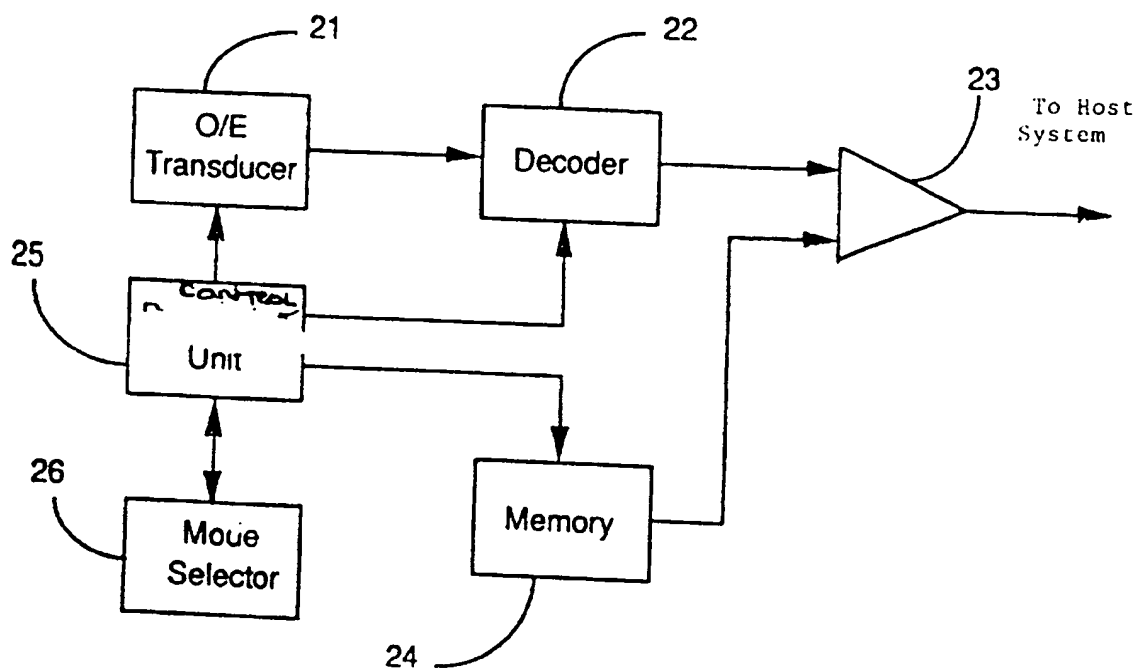 21
22
23
To Host
System
O/E
Transducer
Decoder
25
CONTROL
Unit
26
Moue
Selector
Memory
24